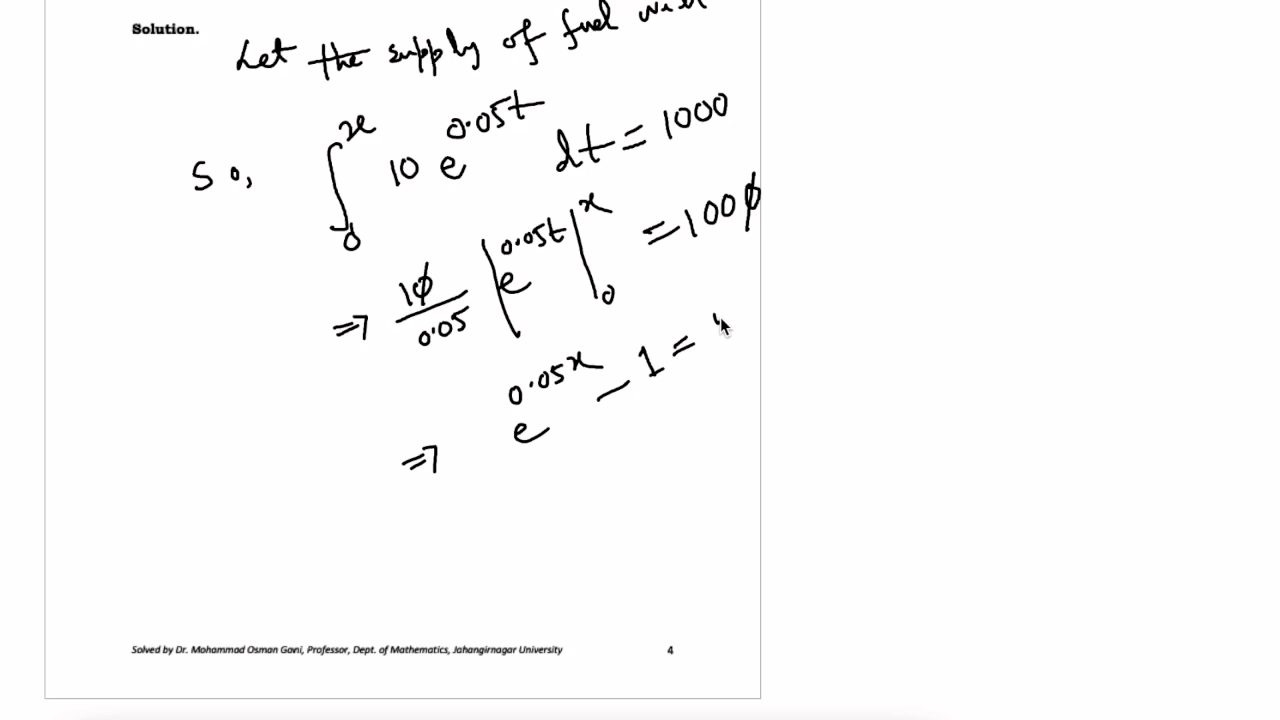 Solution.
Let the supply of fuel will
So, ∫₀ˣ 10 e^{0.05t} dt = 1000
⇒ 10/0.05 |e^{0.05t}|₀ˣ = 1000
⇒ e^{0.05x} - 1 =
Solved by Dr. Mohammad Osman Gani, Professor, Dept. of Mathematics, Jahangirnagar University 4